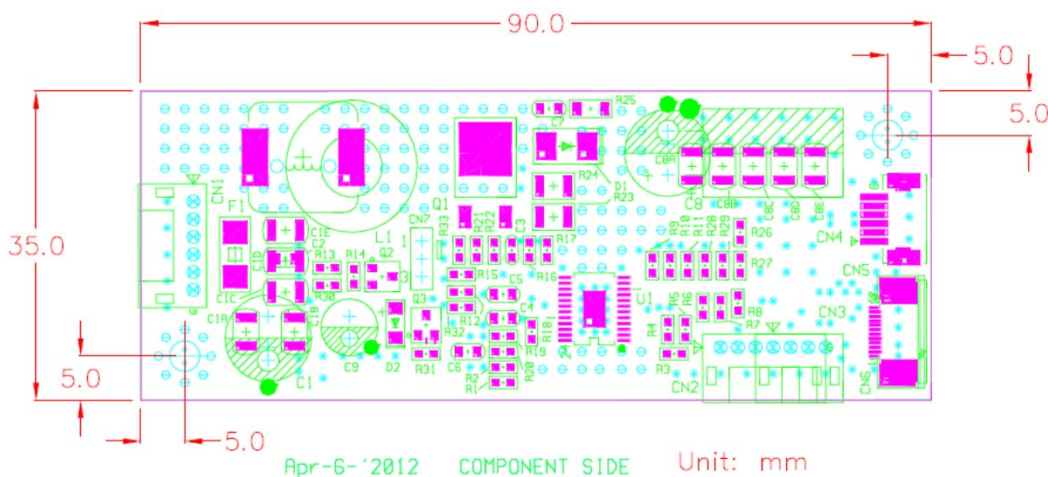 90.0
5.0
5.0
35.0
5.0
5.0
CN1
F1
C1E
C2
C1D
C1C
R13
R30
R14
L1
Q2
CN7
1
3
R33
Q1
R21
R22
C3
R17
R16
R15
R12
C5
C4
C7
R25
R24
D1
R23
C8A
C8
C8B
C8C
C8D
C8E
R9
R10
R11
R28
R29
R26
R27
CN4
CN5
CN3
CN6
U1
R5
R6
R7
R8
R4
R3
CN2
C1A
C1B
C1
C9
D2
Q3
R32
R31
C6
R18
R19
R20
R2
R1
Apr-6-'2012 COMPONENT SIDE Unit: mm